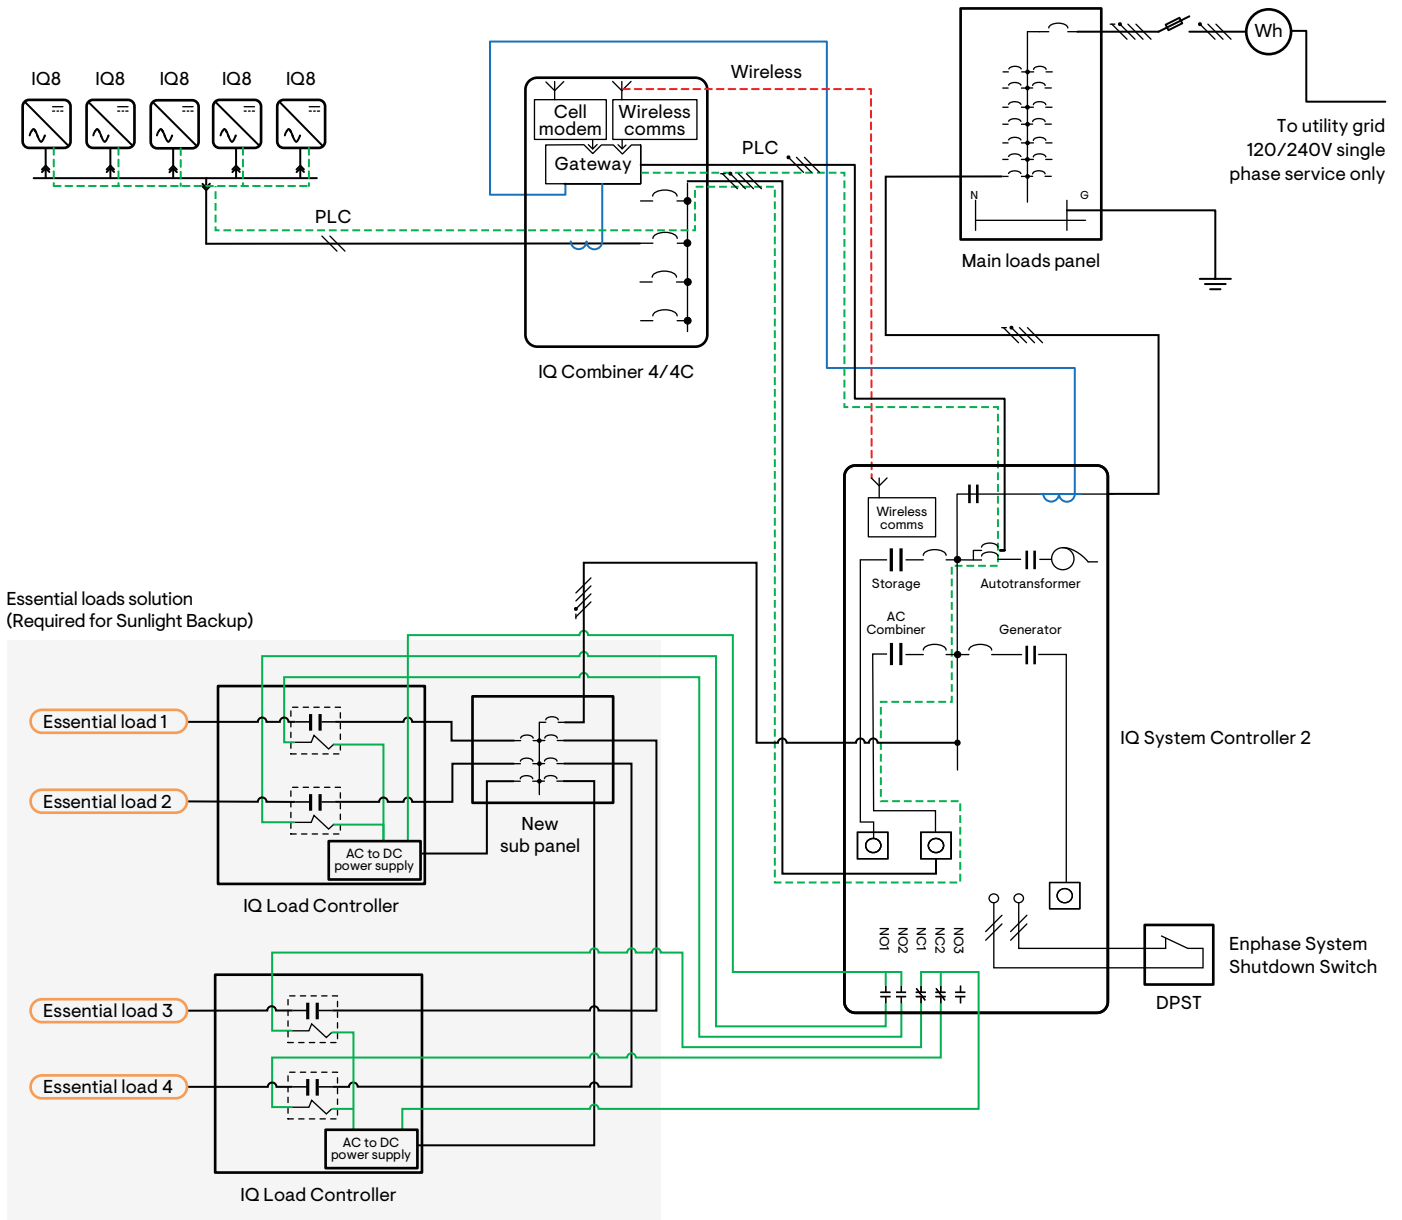 IQ8 IQ8 IQ8 IQ8 IQ8
Cell
modem
Wireless
comms
Gateway
Wireless
PLC
PLC
IQ Combiner 4/4C
Wh
To utility grid
120/240V single
phase service only
N
G
Main loads panel
Wireless
comms
Storage
Autotransformer
AC
Combiner
Generator
IQ System Controller 2
NO1
NO2
NC1
NC2
NO3
Enphase System
Shutdown Switch
DPST
Essential loads solution
(Required for Sunlight Backup)
Essential load 1
Essential load 2
AC to DC
power supply
IQ Load Controller
New
sub panel
Essential load 3
Essential load 4
AC to DC
power supply
IQ Load Controller